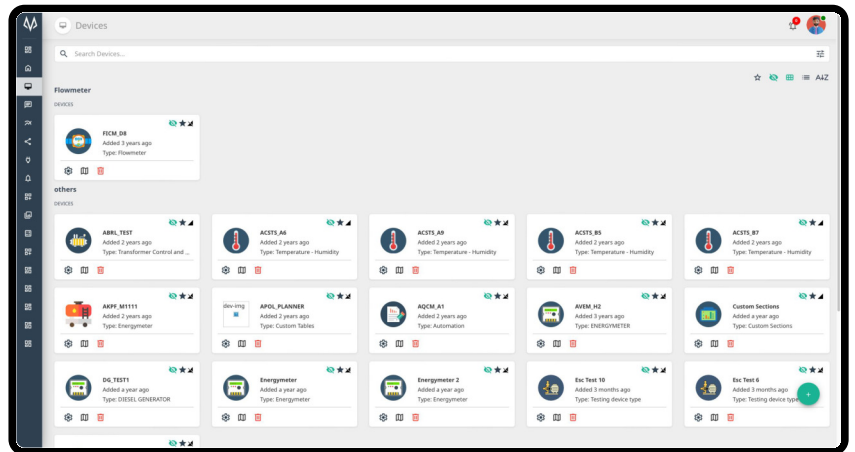 Devices
4
Search Devices...
A↓Z
Flowmeter
DEVICES
FICM_D8
Added 3 years ago
Type: Flowmeter
others
DEVICES
ABRL_TEST
Added 2 years ago
Type: Transformer Control and ...
ACSTS_A6
Added 2 years ago
Type: Temperature - Humidity
ACSTS_A9
Added 2 years ago
Type: Temperature - Humidity
ACSTS_B5
Added 2 years ago
Type: Temperature - Humidity
ACSTS_B7
Added 2 years ago
Type: Temperature - Humidity
AKPF_M1111
Added 2 years ago
Type: Energymeter
dev-img
APOL_PLANNER
Added 2 years ago
Type: Custom Tables
AQCM_A1
Added 2 years ago
Type: Automation
AVEM_H2
Added 3 years ago
Type: ENERGYMETER
Custom Sections
Added a year ago
Type: Custom Sections
DG_TEST1
Added a year ago
Type: DIESEL GENERATOR
Energymeter
Added a year ago
Type: Energymeter
Energymeter 2
Added a year ago
Type: Energymeter
Esc Test 10
Added 3 months ago
Type: Testing device type
Esc Test 6
Added 3 months ago
Type: Testing device type